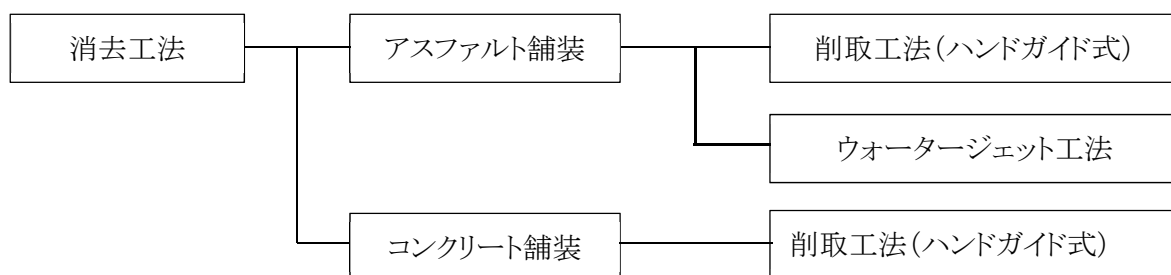 消去工法
アスファルト舗装
削取工法(ハンドガイド式)
ウォータージェット工法
コンクリート舗装
削取工法(ハンドガイド式)